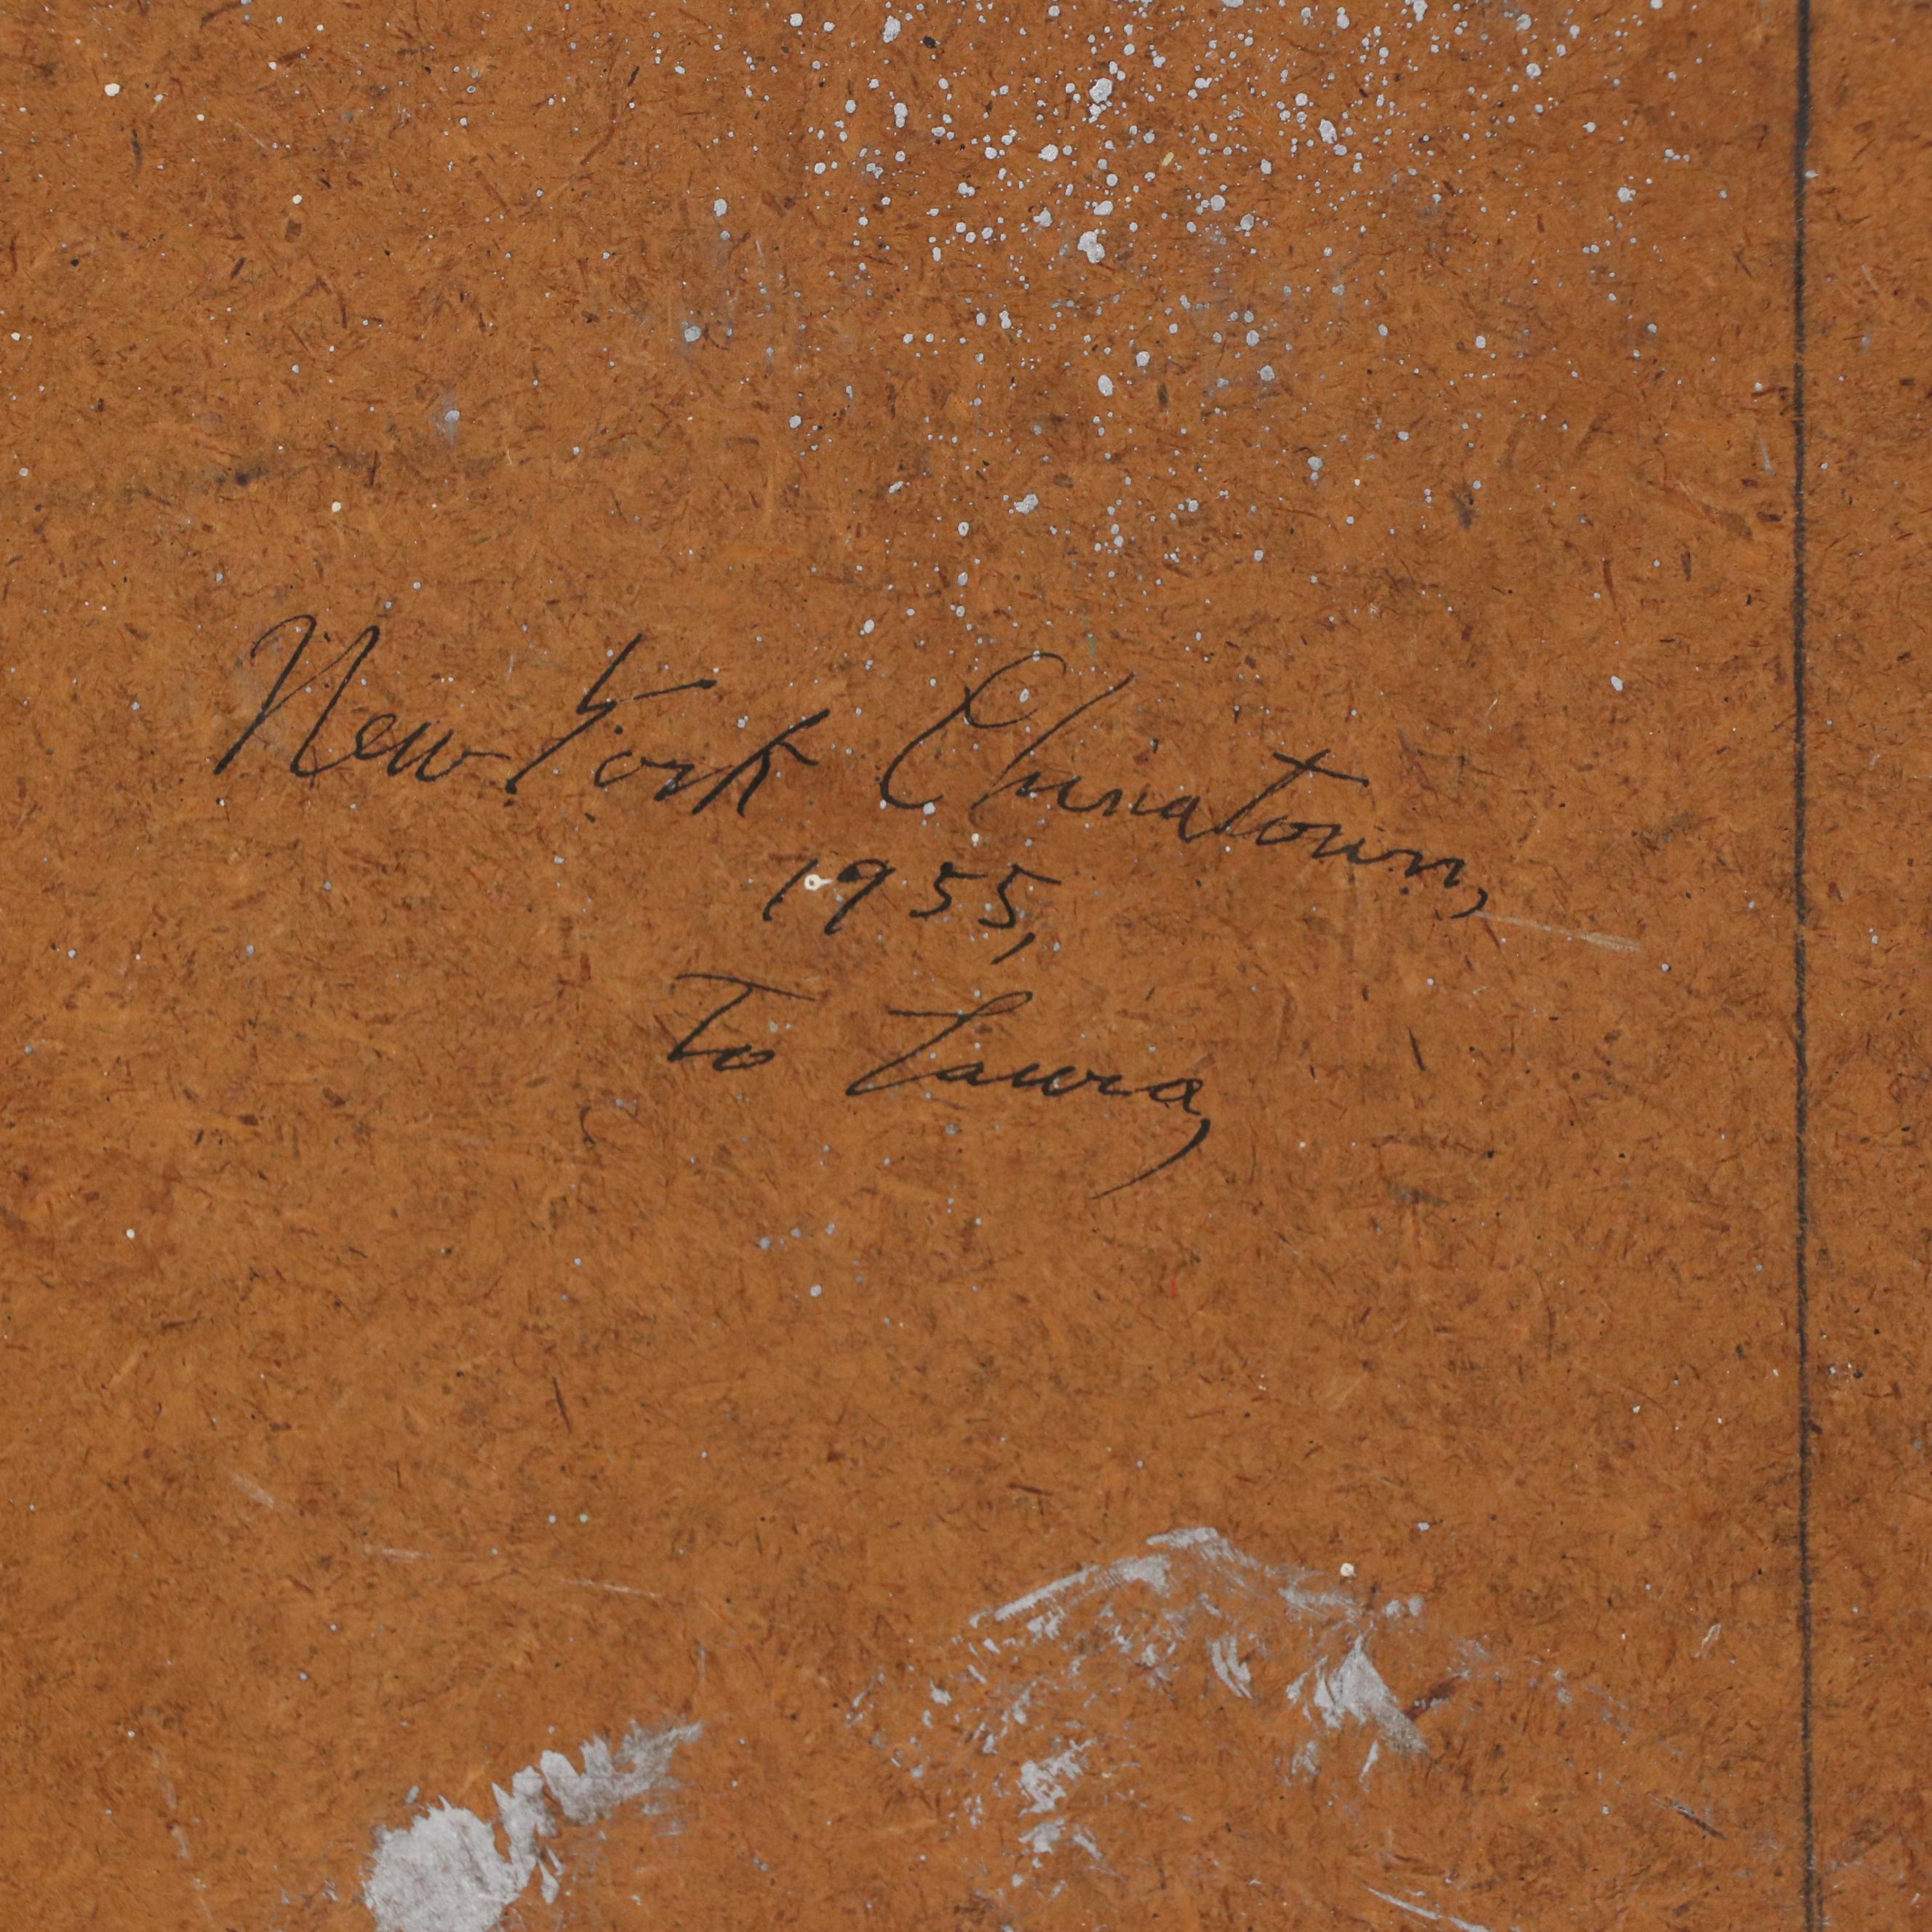 New York Chinatown,
1955,
To Laura,